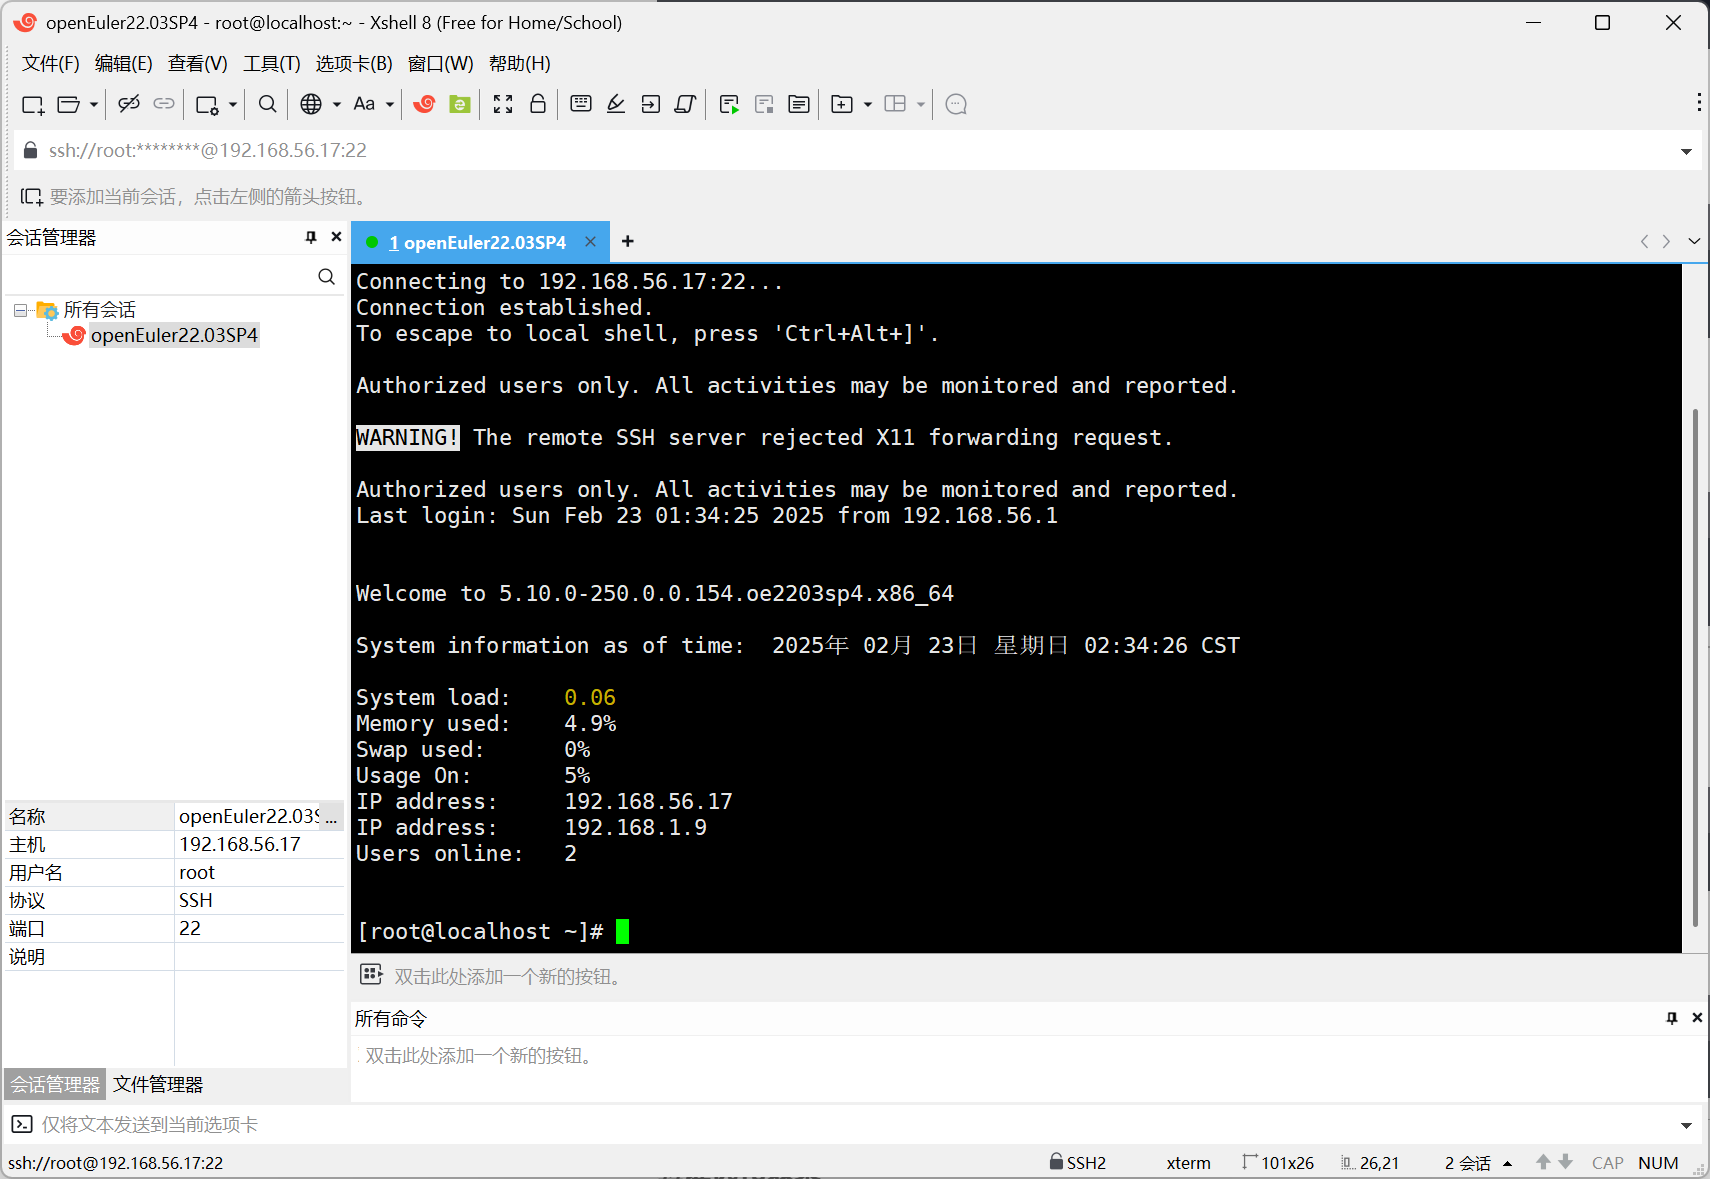 openEuler22.03SP4 - root@localhost:~ - Xshell 8 (Free for Home/School)
文件(F) 编辑(E) 查看(V) 工具(T) 选项卡(B) 窗口(W) 帮助(H)
Aa
ssh://root:********@192.168.56.17:22
要添加当前会话，点击左侧的箭头按钮。
会话管理器
所有会话
openEuler22.03SP4
名称 openEuler22.03S ...
主机 192.168.56.17
用户名 root
协议 SSH
端口 22
说明
会话管理器 文件管理器
1 openEuler22.03SP4
Connecting to 192.168.56.17:22...
Connection established.
To escape to local shell, press 'Ctrl+Alt+]'.
Authorized users only. All activities may be monitored and reported.
WARNING! The remote SSH server rejected X11 forwarding request.
Authorized users only. All activities may be monitored and reported.
Last login: Sun Feb 23 01:34:25 2025 from 192.168.56.1
Welcome to 5.10.0-250.0.0.154.oe2203sp4.x86_64
System information as of time:  2025年 02月 23日 星期日 02:34:26 CST
System load:    0.06
Memory used:    4.9%
Swap used:      0%
Usage On:       5%
IP address:     192.168.56.17
IP address:     192.168.1.9
Users online:   2
[root@localhost ~]#
双击此处添加一个新的按钮。
所有命令
双击此处添加一个新的按钮。
仅将文本发送到当前选项卡
ssh://root@192.168.56.17:22 SSH2 xterm 101x26 26,21 2 会话 CAP NUM